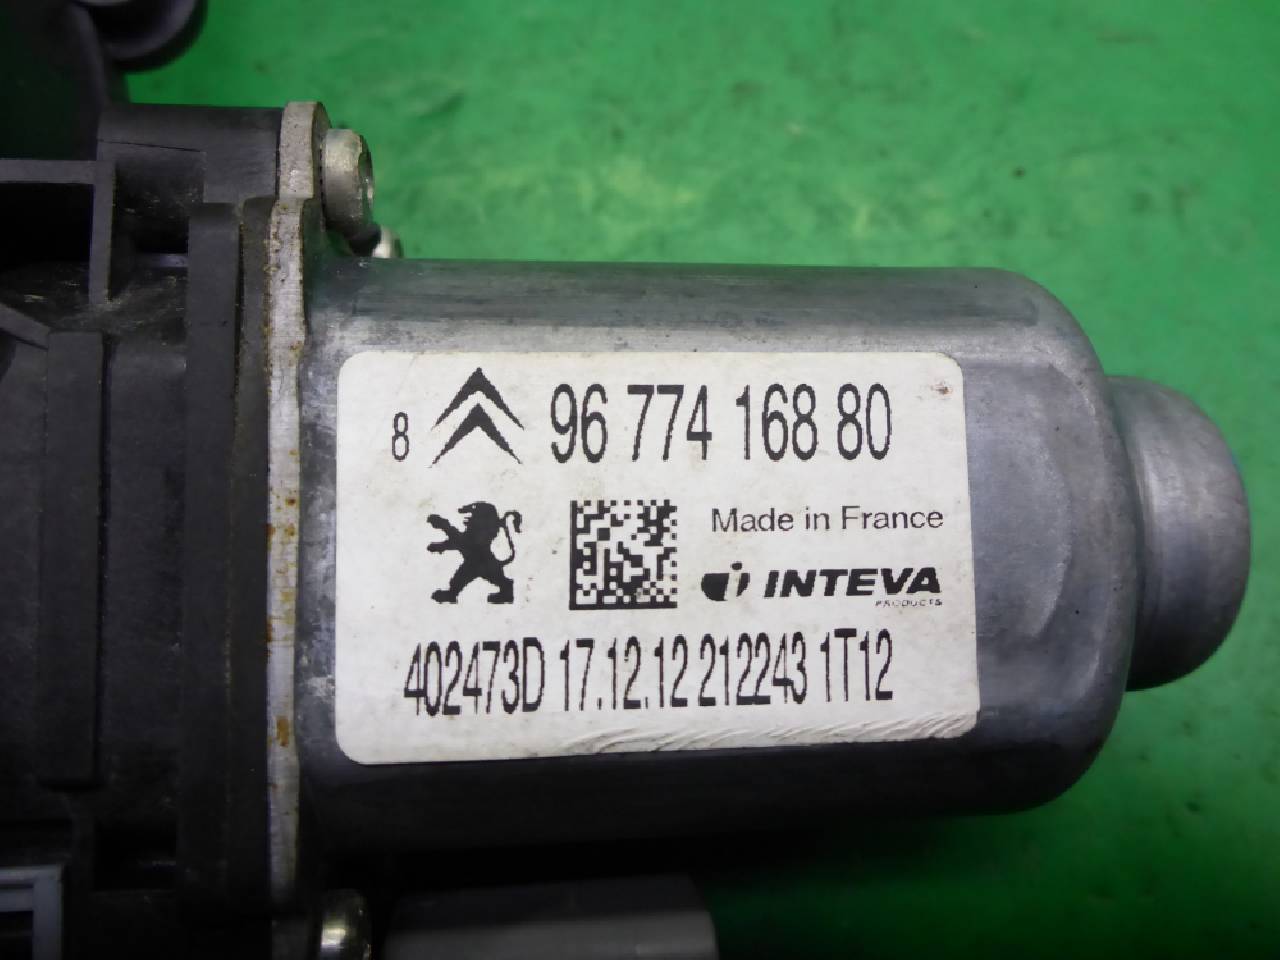 8 96 774 168 80
Made in France
INTEVA
PRODUCTS
402473D 17.12.12 212243 1T12